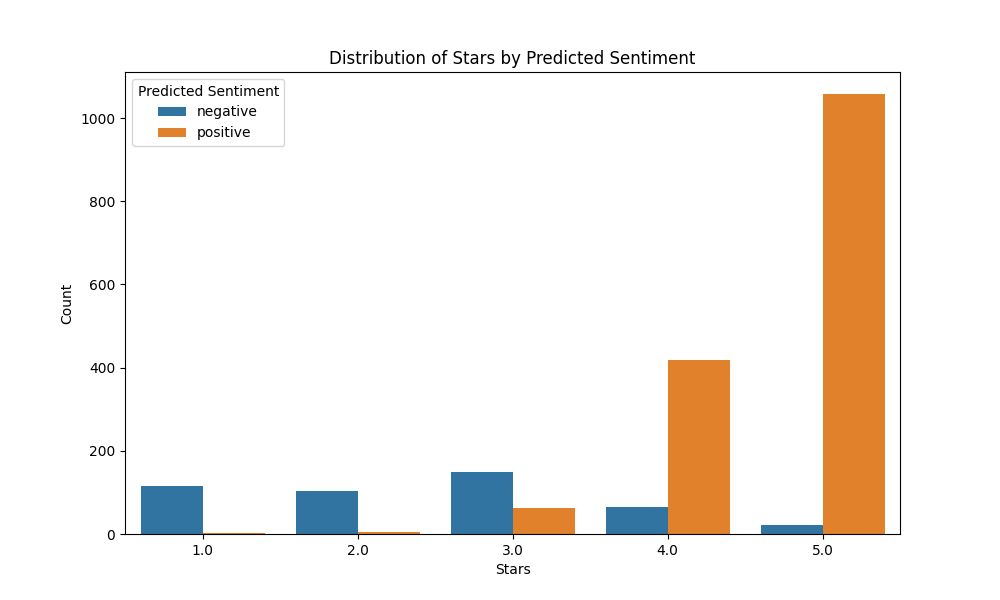 Distribution of Stars by Predicted Sentiment
Predicted Sentiment
negative
positive
Count
1000
800
600
400
200
0
1.0 2.0 3.0 4.0 5.0
Stars